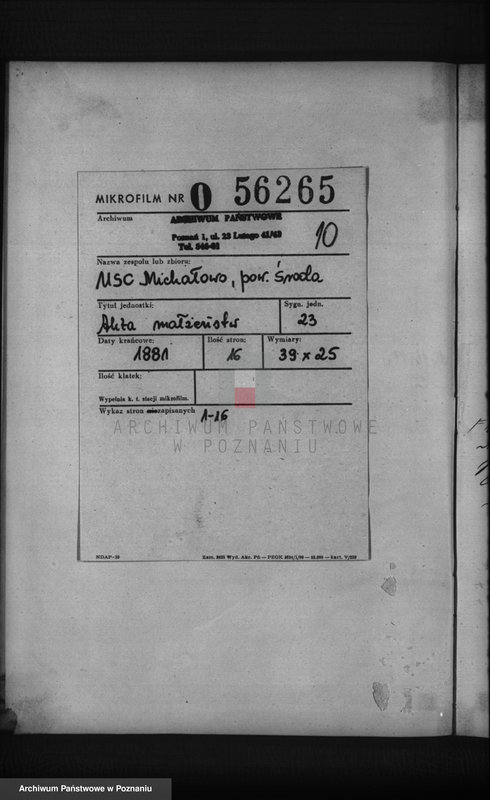 MIKROFILM NR 0 56265
Archiwum
ARCHIWUM PAŃSTWOWE
Poznań 1, ul. 23 Lutego 41/43
Tel. 546-01
10
Nazwa zespołu lub zbioru:
USC Michałowo, pow. Środa
Tytuł jednostki:
Akta małżeństw
Sygn. jedn.
23
Daty krańcowe:
1881
Ilość stron:
16
Wymiary:
39 x 25
Ilość klatek:
Wypełnia k. t. stacji mikrofilm.
Wykaz stron zapisanych 1-16
ARCHIWUM PAŃSTWOWE
W POZNANIU
NDAP-10
Archiwum Państwowe w Poznaniu